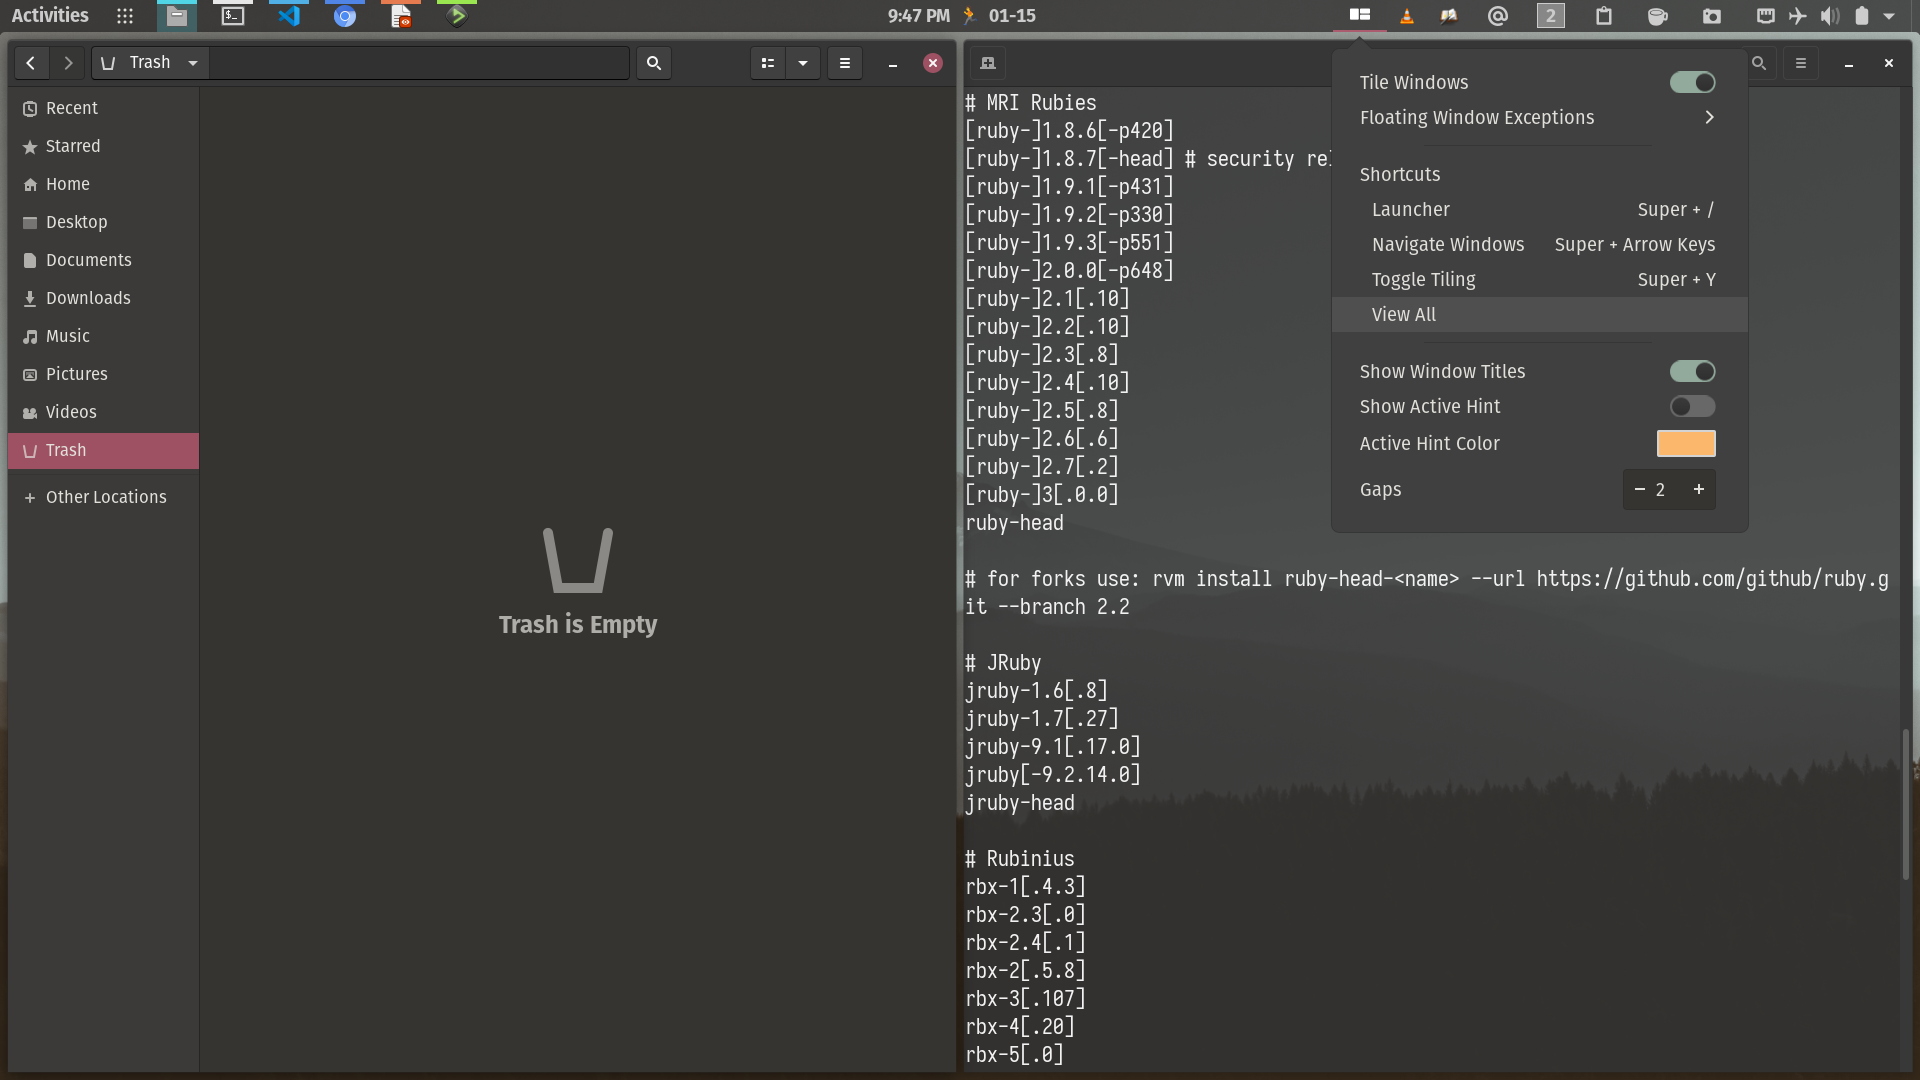 Activities
9:47 PM 01-15
2
Trash
Recent
Starred
Home
Desktop
Documents
Downloads
Music
Pictures
Videos
Trash
Other Locations
Trash is Empty
# MRI Rubies
[ruby-]1.8.6[-p420]
[ruby-]1.8.7[-head] # security rel
[ruby-]1.9.1[-p431]
[ruby-]1.9.2[-p330]
[ruby-]1.9.3[-p551]
[ruby-]2.0.0[-p648]
[ruby-]2.1[.10]
[ruby-]2.2[.10]
[ruby-]2.3[.8]
[ruby-]2.4[.10]
[ruby-]2.5[.8]
[ruby-]2.6[.6]
[ruby-]2.7[.2]
[ruby-]3[.0.0]
ruby-head
# for forks use: rvm install ruby-head-<name> --url https://github.com/github/ruby.g
it --branch 2.2
# JRuby
jruby-1.6[.8]
jruby-1.7[.27]
jruby-9.1[.17.0]
jruby[-9.2.14.0]
jruby-head
# Rubinius
rbx-1[.4.3]
rbx-2.3[.0]
rbx-2.4[.1]
rbx-2[.5.8]
rbx-3[.107]
rbx-4[.20]
rbx-5[.0]
Tile Windows
Floating Window Exceptions
Shortcuts
Launcher Super + /
Navigate Windows Super + Arrow Keys
Toggle Tiling Super + Y
View All
Show Window Titles
Show Active Hint
Active Hint Color
Gaps − 2 +